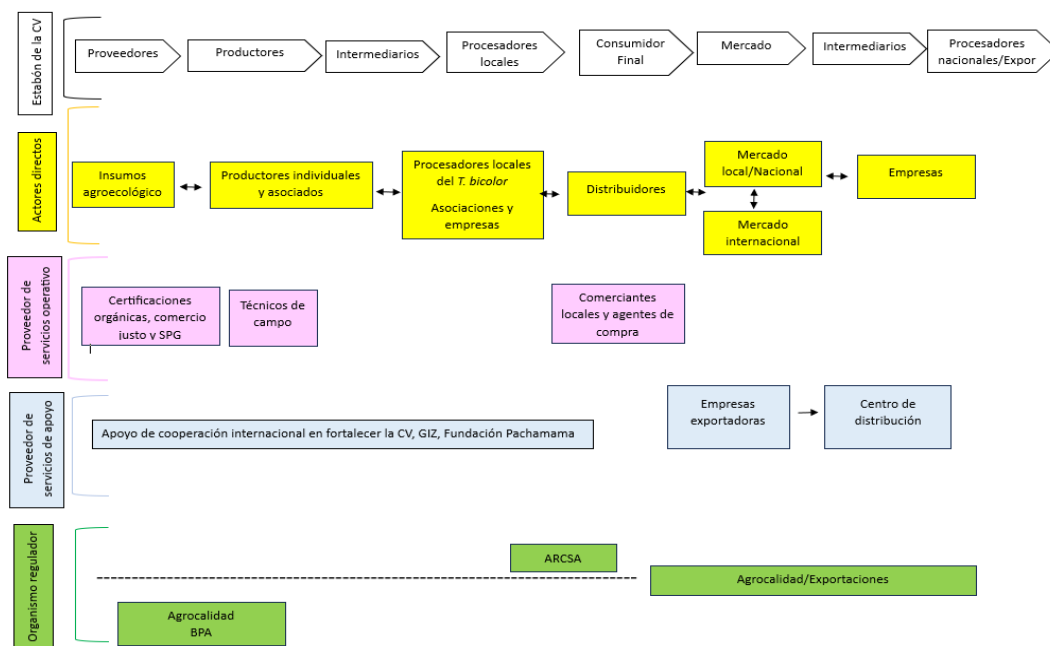 Estabón de la CV
Proveedores
Productores
Intermediarios
Procesadores
locales
Consumidor
Final
Mercado
Intermediarios
Procesadores
nacionales/Expor
Actores directos
Insumos
agroecológico
Productores individuales
y asociados
Procesadores locales
del T. bicolor
Asociaciones y
empresas
Distribuidores
Mercado
local/Nacional
Mercado
internacional
Empresas
Proveedor de
servicios operativo
Certificaciones
orgánicas, comercio
justo y SPG
Técnicos de
campo
Comerciantes
locales y agentes de
compra
Proveedor de
servicios de apoyo
Apoyo de cooperación internacional en fortalecer la CV, GIZ, Fundación Pachamama
Empresas
exportadoras
Centro de
distribución
Organismo regulador
ARCSA
Agrocalidad/Exportaciones
Agrocalidad
BPA